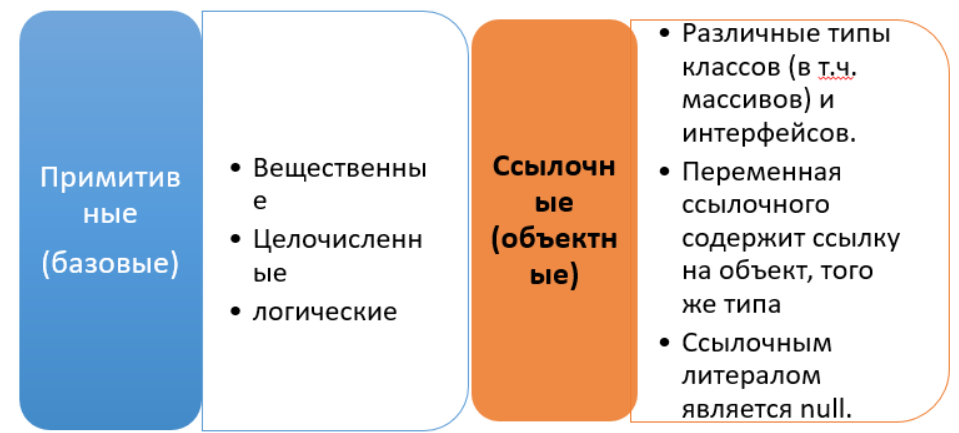 Примитив
ные
(базовые)
• Вещественны
е
• Целочисленн
ые
• логические
Ссылочн
ые
(объектн
ые)
• Различные типы
классов (в т.ч.
массивов) и
интерфейсов.
• Переменная
ссылочного
содержит ссылку
на объект, того
же типа
• Ссылочным
литералом
является null.